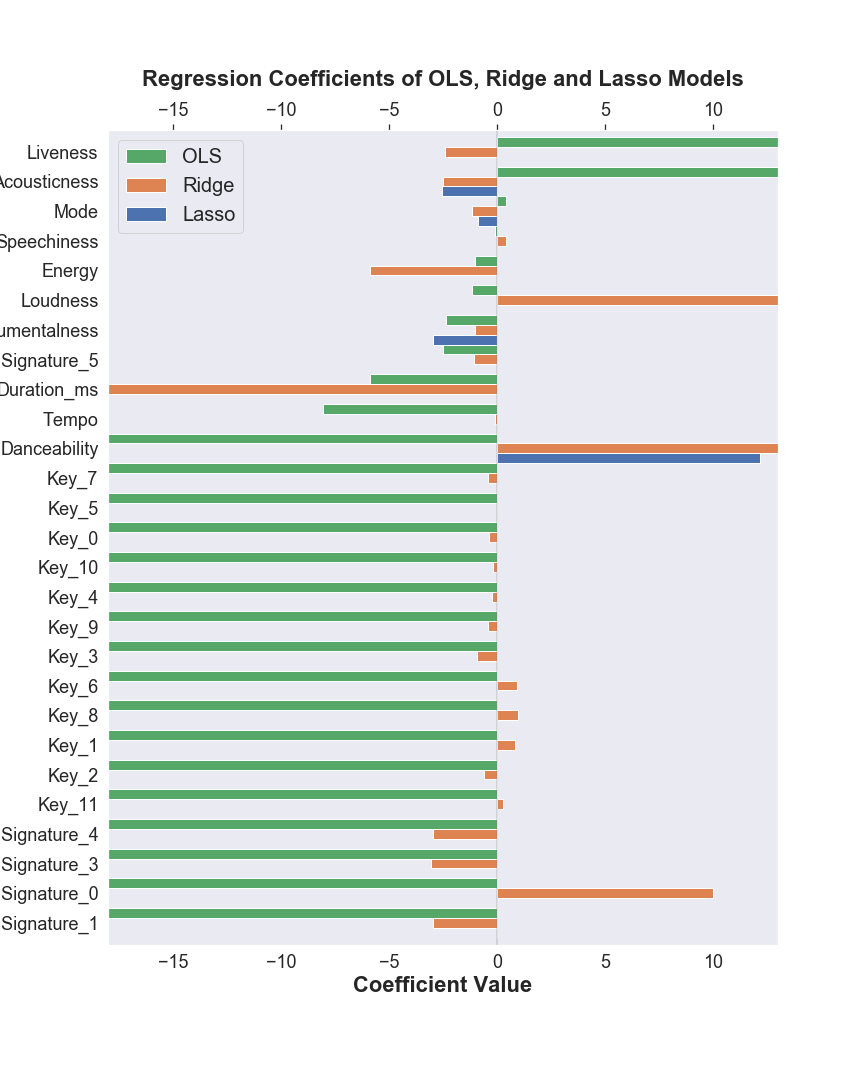 Regression Coefficients of OLS, Ridge and Lasso Models
−15 −10 −5 0 5 10
OLS
Ridge
Lasso
Liveness
Acousticness
Mode
Speechiness
Energy
Loudness
umentalness
Signature_5
Duration_ms
Tempo
Danceability
Key_7
Key_5
Key_0
Key_10
Key_4
Key_9
Key_3
Key_6
Key_8
Key_1
Key_2
Key_11
Signature_4
Signature_3
Signature_0
Signature_1
−15 −10 −5 0 5 10
Coefficient Value